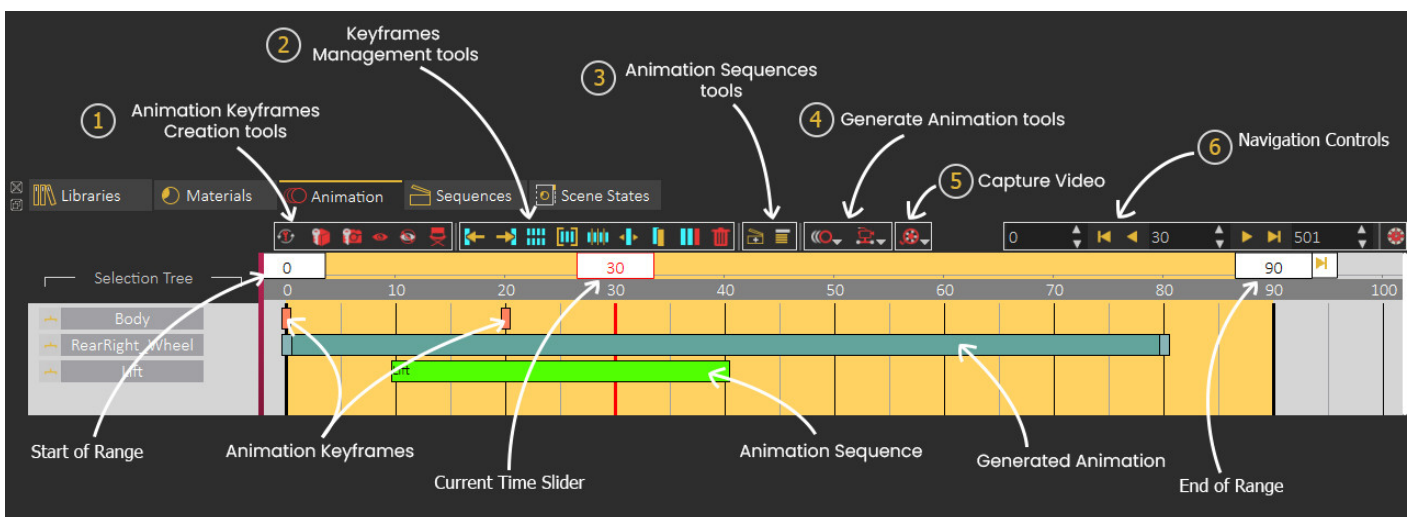 2
Keyframes
Management tools
3
Animation Sequences
tools
1
Animation Keyframes
Creation tools
4
Generate Animation tools
6
Navigation Controls
5
Capture Video
Libraries
Materials
Animation
Sequences
Scene States
0
30
501
Selection Tree
0
30
90
0 10 20 30 40 50 60 70 80 90 100
Body
RearRight_Wheel
Lift
Lift
Start of Range
Animation Keyframes
Current Time Slider
Animation Sequence
Generated Animation
End of Range